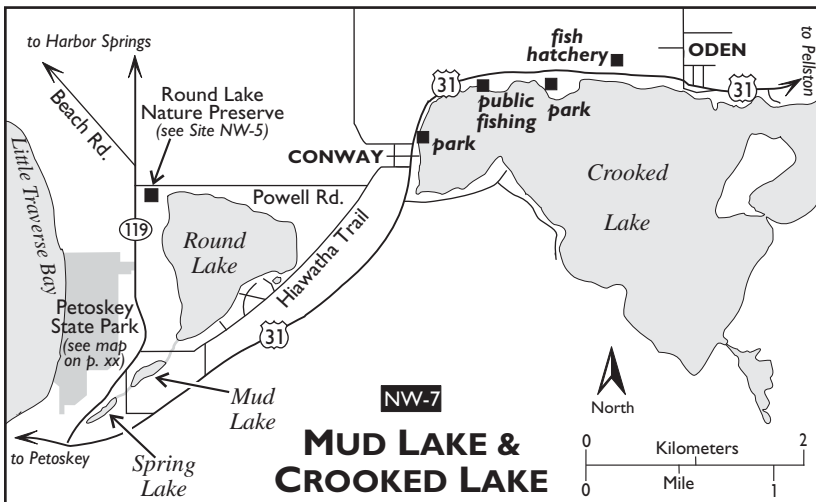 to Harbor Springs
Beach Rd.
Round Lake
Nature Preserve
(see Site NW-5)
fish
hatchery
ODEN
to Pellston
31
31
public
fishing
park
park
CONWAY
Powell Rd.
Little Traverse Bay
119
Round
Lake
Hiawatha Trail
Crooked
Lake
Petoskey
State Park
(see map
on p. xx)
31
Mud
Lake
Spring
Lake
to Petoskey
NW-7
MUD LAKE &
CROOKED LAKE
North
0
Kilometers
2
0
Mile
1